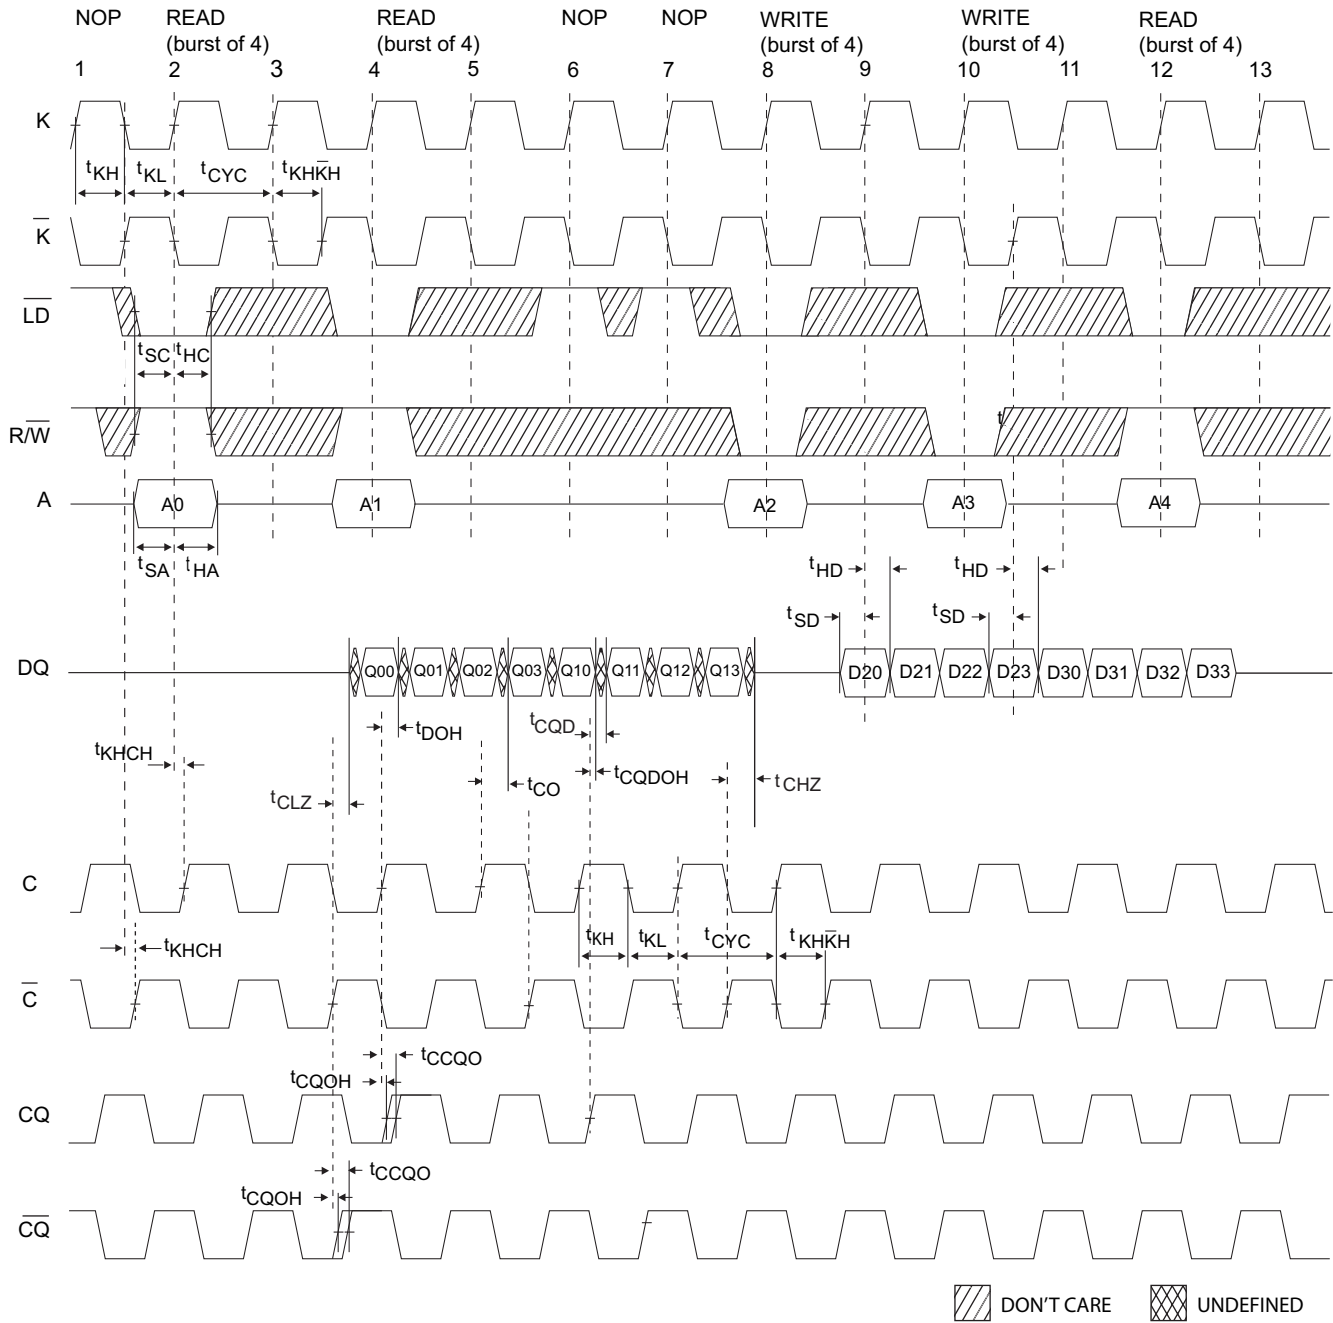 NOP READ READ NOP NOP WRITE WRITE READ
(burst of 4) (burst of 4) (burst of 4) (burst of 4) (burst of 4)
1 2 3 4 5 6 7 8 9 10 11 12 13
K
tKH tKL tCYC tKHK̅H
K̅
L̅D̅
tSC tHC
R/W̅
t
A A0 A1 A2 A3 A4
tSA tHA tHD tHD
tSD tSD
DQ Q00 Q01 Q02 Q03 Q10 Q11 Q12 Q13 D20 D21 D22 D23 D30 D31 D32 D33
tDOH tCQD
tKHCH tCLZ tCO tCQDOH tCHZ
C
tKHCH tKH tKL tCYC tKHK̅H
C̅
tCCQO
tCQOH
CQ
tCCQO
tCQOH
C̅Q̅
DON'T CARE UNDEFINED